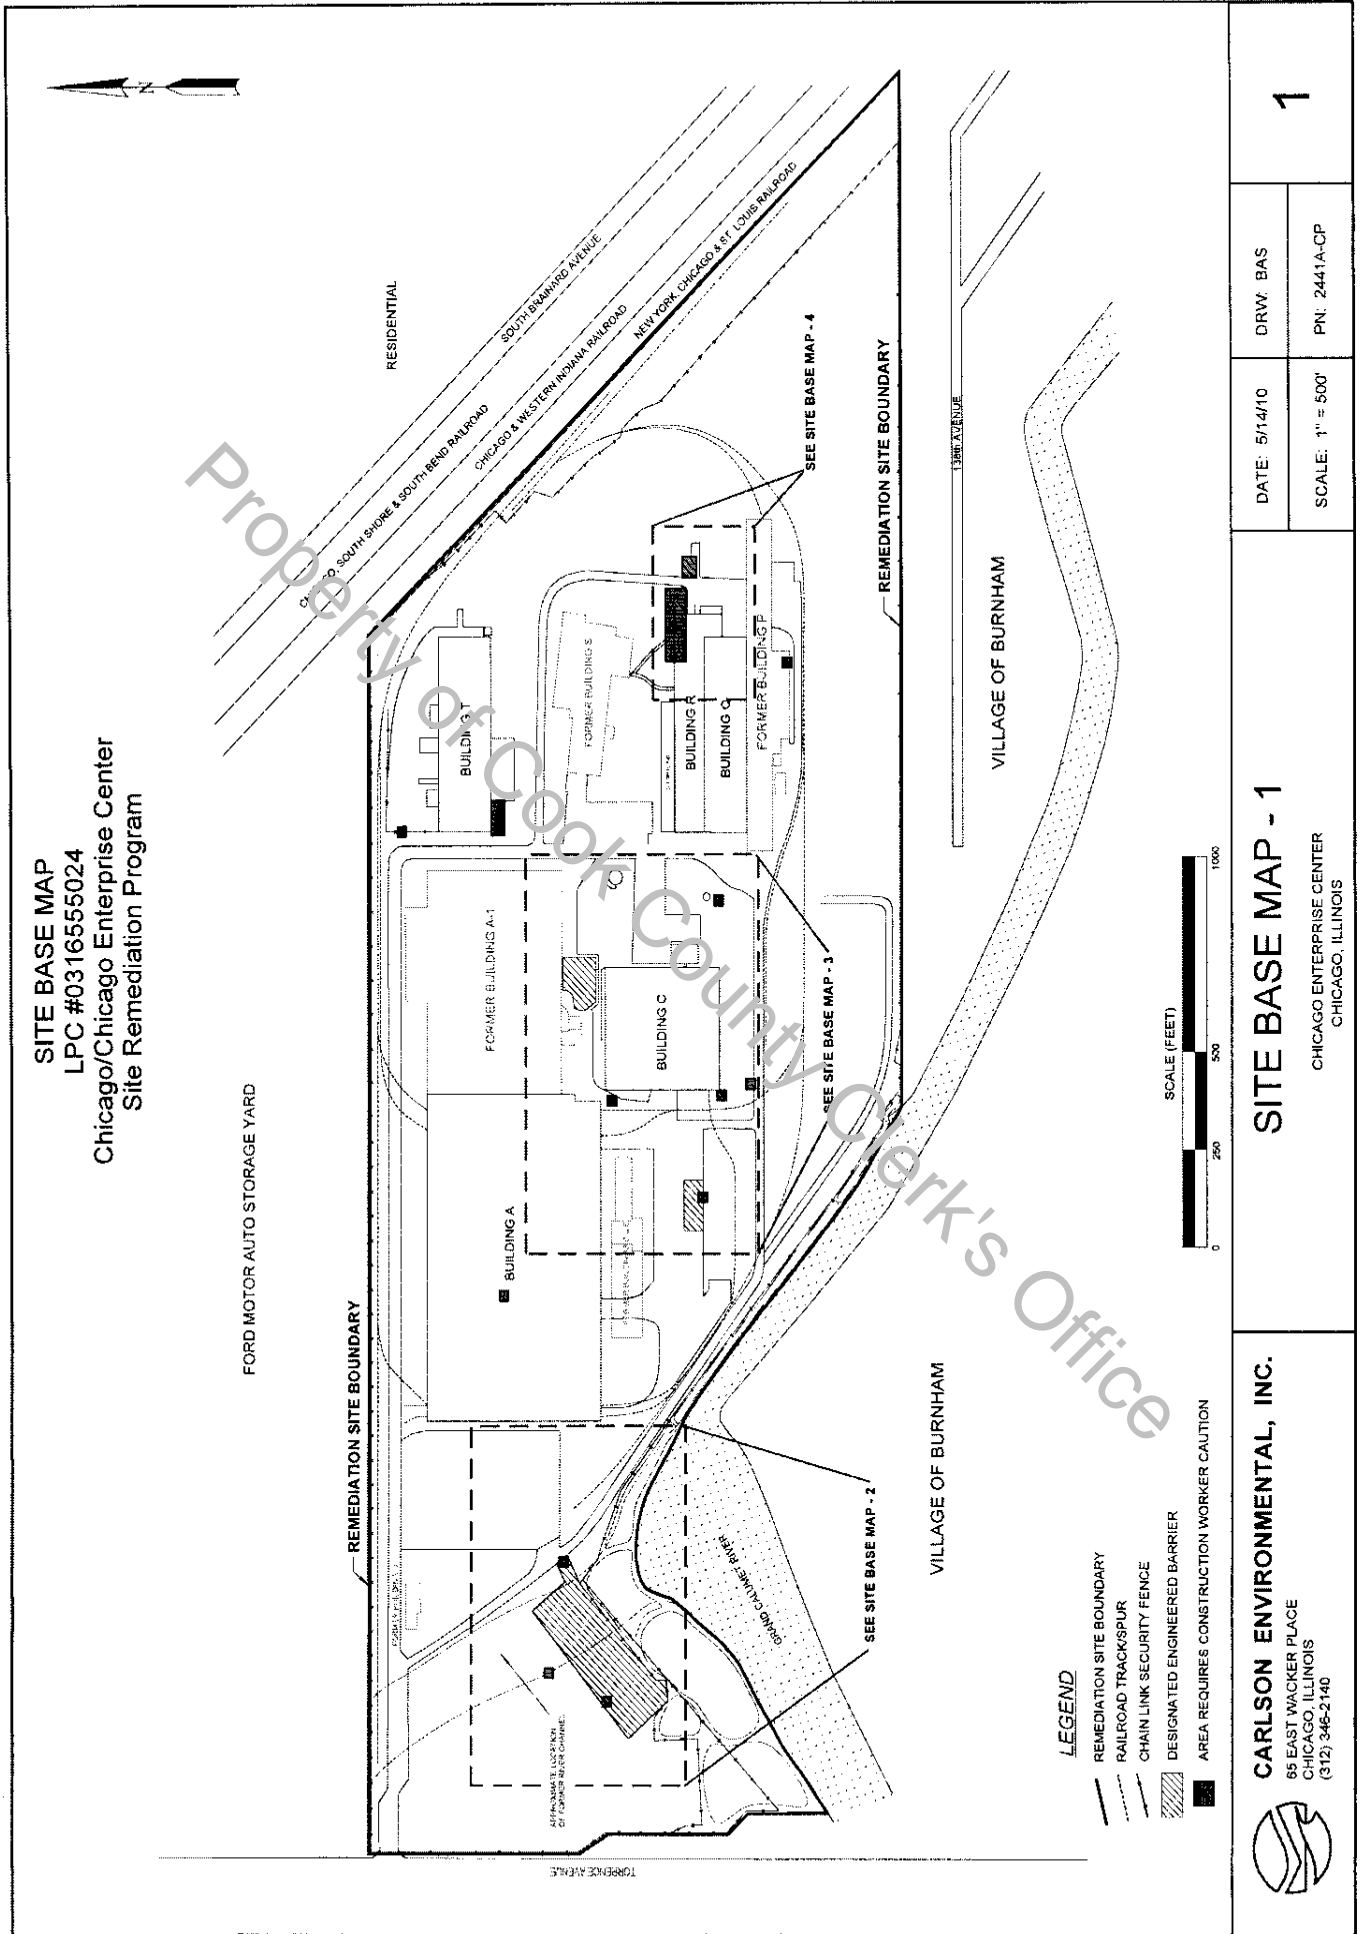 SITE BASE MAP
LPC #0316555024
Chicago/Chicago Enterprise Center
Site Remediation Program
N
FORD MOTOR AUTO STORAGE YARD
RESIDENTIAL
SOUTH BRAINARD AVENUE
SOUTH SHORE & SOUTH BEND RAILROAD
CHICAGO & WESTERN INDIANA RAILROAD
NEW YORK, CHICAGO & ST. LOUIS RAILROAD
REMEDIATION SITE BOUNDARY
BUILDING T
FORMER BUILDING S
BUILDING R
BUILDING Q
FORMER BUILDING P
FORMER BUILDING A-1
BUILDING C
BUILDING A
SEE SITE BASE MAP - 4
SEE SITE BASE MAP - 3
SEE SITE BASE MAP - 2
REMEDIATION SITE BOUNDARY
138th AVENUE
VILLAGE OF BURNHAM
VILLAGE OF BURNHAM
GRAND CALUMET RIVER
APPROXIMATE LOCATION
OF FORMER RIVER CHANNEL
TORRENCE AVENUE
Property of Cook County Clerk's Office
SCALE (FEET)
0 250 500 1000
LEGEND
REMEDIATION SITE BOUNDARY
RAILROAD TRACK/SPUR
CHAIN LINK SECURITY FENCE
DESIGNATED ENGINEERED BARRIER
AREA REQUIRES CONSTRUCTION WORKER CAUTION
CARLSON ENVIRONMENTAL, INC.
65 EAST WACKER PLACE
CHICAGO, ILLINOIS
(312) 346-2140
SITE BASE MAP - 1
CHICAGO ENTERPRISE CENTER
CHICAGO, ILLINOIS
DATE: 5/14/10
DRW: BAS
SCALE: 1" = 500'
PN: 2441A-CP
1